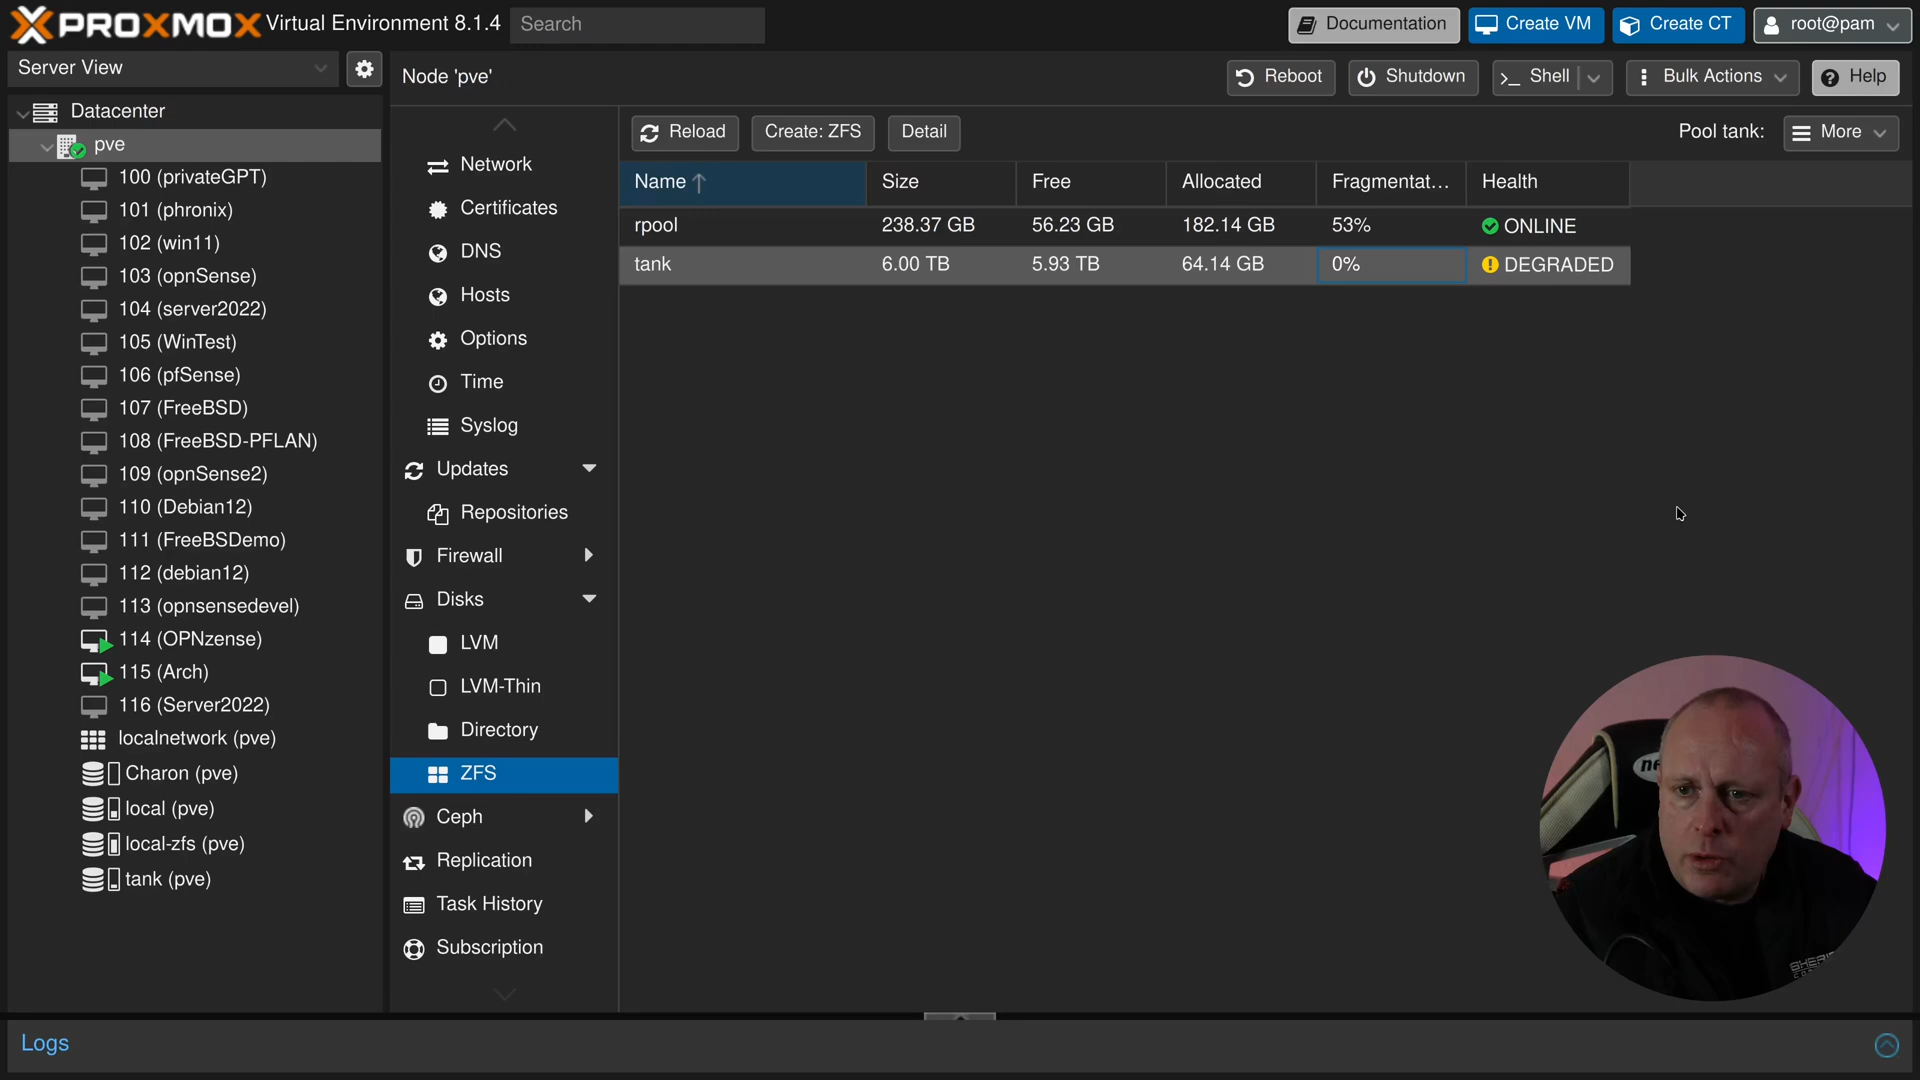 PROXMOX Virtual Environment 8.1.4 Search Documentation Create VM Create CT root@pam
Server View
Node 'pve' Reboot Shutdown >_ Shell Bulk Actions Help
Datacenter
pve
100 (privateGPT)
101 (phronix)
102 (win11)
103 (opnSense)
104 (server2022)
105 (WinTest)
106 (pfSense)
107 (FreeBSD)
108 (FreeBSD-PFLAN)
109 (opnSense2)
110 (Debian12)
111 (FreeBSDemo)
112 (debian12)
113 (opnsensedevel)
114 (OPNzense)
115 (Arch)
116 (Server2022)
localnetwork (pve)
Charon (pve)
local (pve)
local-zfs (pve)
tank (pve)
Network
Certificates
DNS
Hosts
Options
Time
Syslog
Updates
Repositories
Firewall
Disks
LVM
LVM-Thin
Directory
ZFS
Ceph
Replication
Task History
Subscription
Reload Create: ZFS Detail Pool tank: More
Name Size Free Allocated Fragmentat... Health
rpool 238.37 GB 56.23 GB 182.14 GB 53% ONLINE
tank 6.00 TB 5.93 TB 64.14 GB 0% DEGRADED
Logs